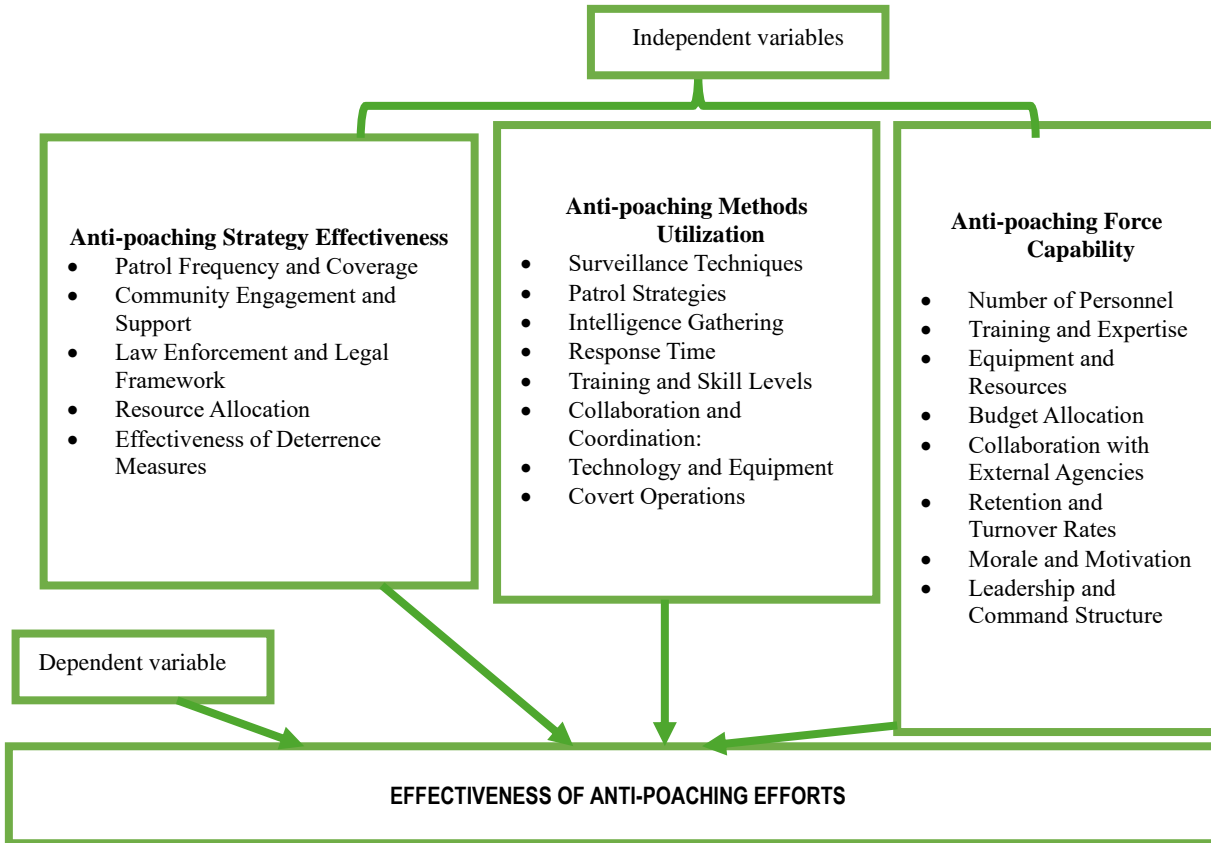 Independent variables
Anti-poaching Strategy Effectiveness
• Patrol Frequency and Coverage
• Community Engagement and
Support
• Law Enforcement and Legal
Framework
• Resource Allocation
• Effectiveness of Deterrence
Measures
Anti-poaching Methods
Utilization
• Surveillance Techniques
• Patrol Strategies
• Intelligence Gathering
• Response Time
• Training and Skill Levels
• Collaboration and
Coordination:
• Technology and Equipment
• Covert Operations
Anti-poaching Force
Capability
• Number of Personnel
• Training and Expertise
• Equipment and
Resources
• Budget Allocation
• Collaboration with
External Agencies
• Retention and
Turnover Rates
• Morale and Motivation
• Leadership and
Command Structure
Dependent variable
EFFECTIVENESS OF ANTI-POACHING EFFORTS